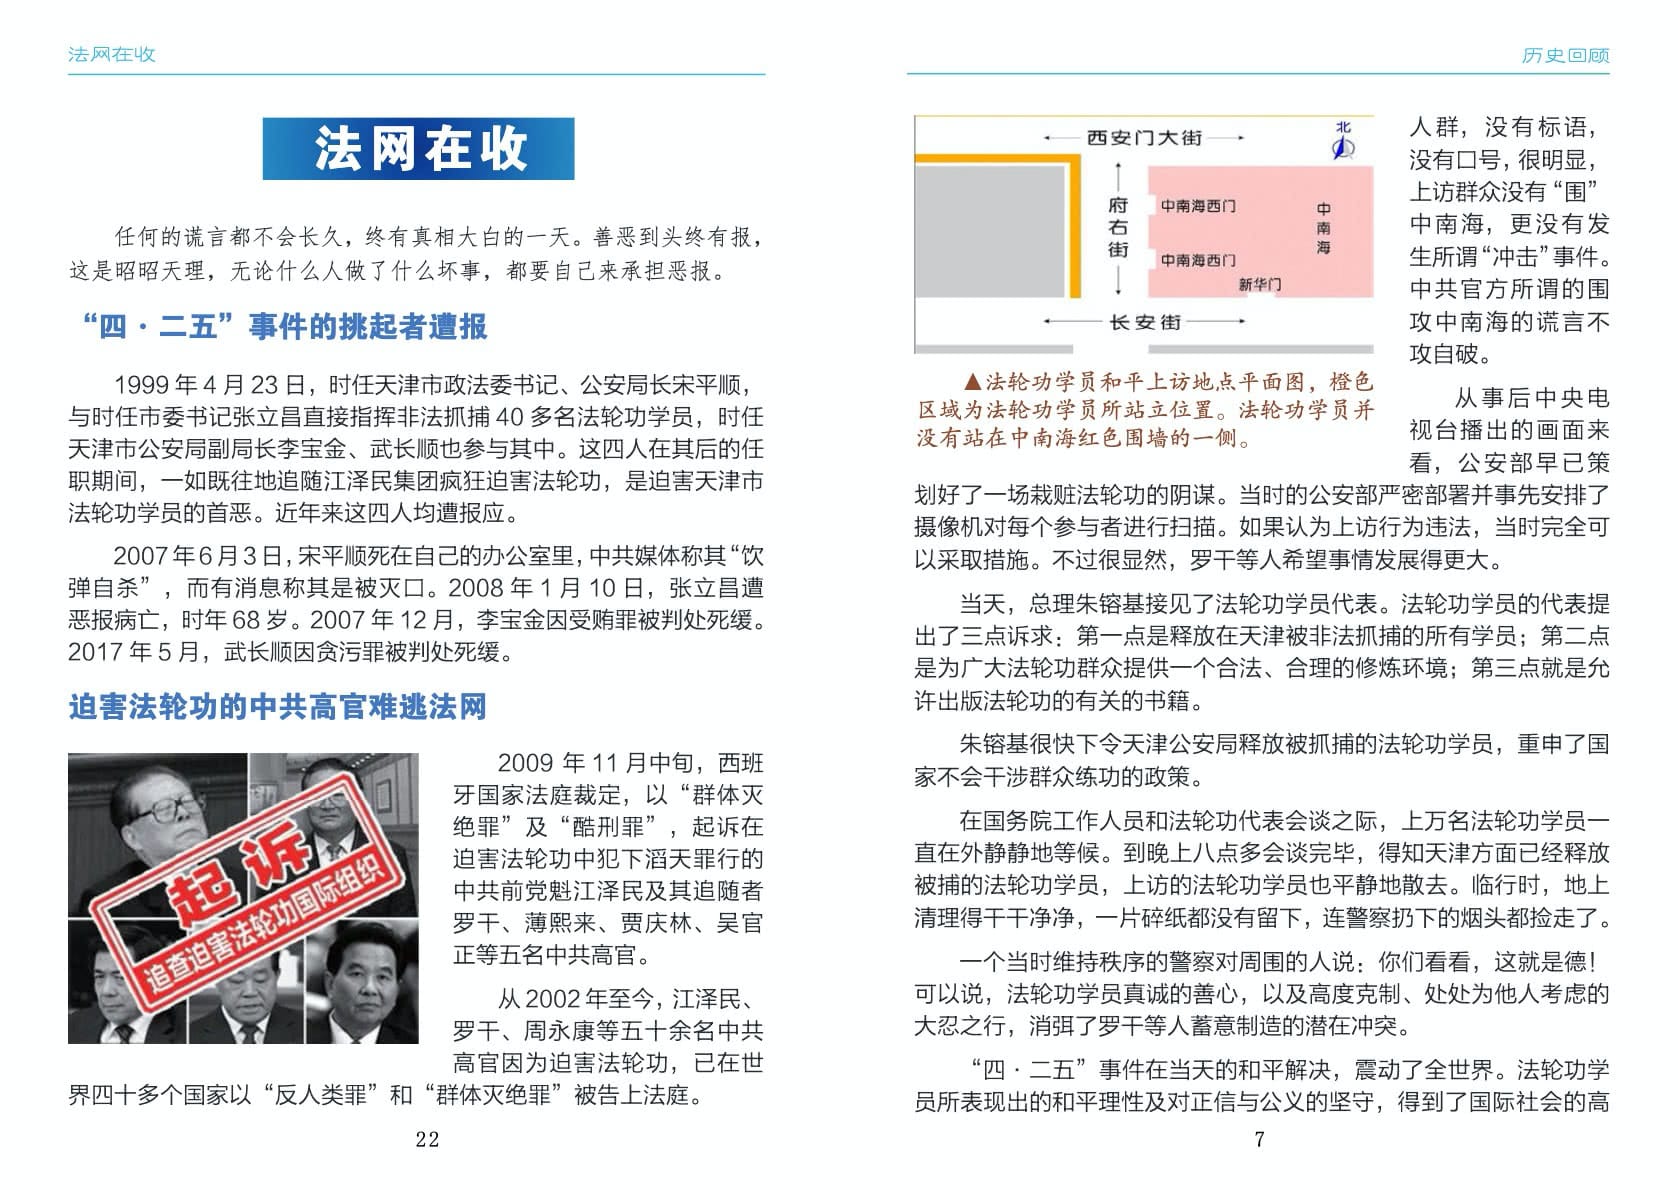 法网在收
法网在收
任何的谎言都不会长久，终有真相大白的一天。善恶到头终有报，
这是昭昭天理，无论什么人做了什么坏事，都要自己来承担恶报。
“四·二五”事件的挑起者遭报
1999 年 4 月 23 日，时任天津市政法委书记、公安局长宋平顺，
与时任市委书记张立昌直接指挥非法抓捕 40 多名法轮功学员，时任
天津市公安局副局长李宝金、武长顺也参与其中。这四人在其后的任
职期间，一如既往地追随江泽民集团疯狂迫害法轮功，是迫害天津市
法轮功学员的首恶。近年来这四人均遭报应。
2007 年 6 月 3 日，宋平顺死在自己的办公室里，中共媒体称其“饮
弹自杀”，而有消息称其是被灭口。2008 年 1 月 10 日，张立昌遭
恶报病亡，时年 68 岁。2007 年 12 月，李宝金因受贿罪被判处死缓。
2017 年 5 月，武长顺因贪污罪被判处死缓。
迫害法轮功的中共高官难逃法网
起诉
追查迫害法轮功国际组织
2009 年 11 月中旬，西班
牙国家法庭裁定，以“群体灭
绝罪”及“酷刑罪”，起诉在
迫害法轮功中犯下滔天罪行的
中共前党魁江泽民及其追随者
罗干、薄熙来、贾庆林、吴官
正等五名中共高官。
从 2002 年至今，江泽民、
罗干、周永康等五十余名中共
高官因为迫害法轮功，已在世
界四十多个国家以“反人类罪”和“群体灭绝罪”被告上法庭。
22
历史回顾
西安门大街
北
府右街
中南海西门
中南海
中南海西门
新华门
长安街
▲法轮功学员和平上访地点平面图，橙色
区域为法轮功学员所站立位置。法轮功学员并
没有站在中南海红色围墙的一侧。
人群，没有标语，
没有口号，很明显，
上访群众没有“围”
中南海，更没有发
生所谓“冲击”事件。
中共官方所谓的围
攻中南海的谎言不
攻自破。
从事后中央电
视台播出的画面来
看，公安部早已策
划好了一场栽赃法轮功的阴谋。当时的公安部严密部署并事先安排了
摄像机对每个参与者进行扫描。如果认为上访行为违法，当时完全可
以采取措施。不过很显然，罗干等人希望事情发展得更大。
当天，总理朱镕基接见了法轮功学员代表。法轮功学员的代表提
出了三点诉求：第一点是释放在天津被非法抓捕的所有学员；第二点
是为广大法轮功群众提供一个合法、合理的修炼环境；第三点就是允
许出版法轮功的有关的书籍。
朱镕基很快下令天津公安局释放被抓捕的法轮功学员，重申了国
家不会干涉群众练功的政策。
在国务院工作人员和法轮功代表会谈之际，上万名法轮功学员一
直在外静静地等候。到晚上八点多会谈完毕，得知天津方面已经释放
被捕的法轮功学员，上访的法轮功学员也平静地散去。临行时，地上
清理得干干净净，一片碎纸都没有留下，连警察扔下的烟头都捡走了。
一个当时维持秩序的警察对周围的人说：你们看看，这就是德！
可以说，法轮功学员真诚的善心，以及高度克制、处处为他人考虑的
大忍之行，消弭了罗干等人蓄意制造的潜在冲突。
“四·二五”事件在当天的和平解决，震动了全世界。法轮功学
员所表现出的和平理性及对正信与公义的坚守，得到了国际社会的高
7